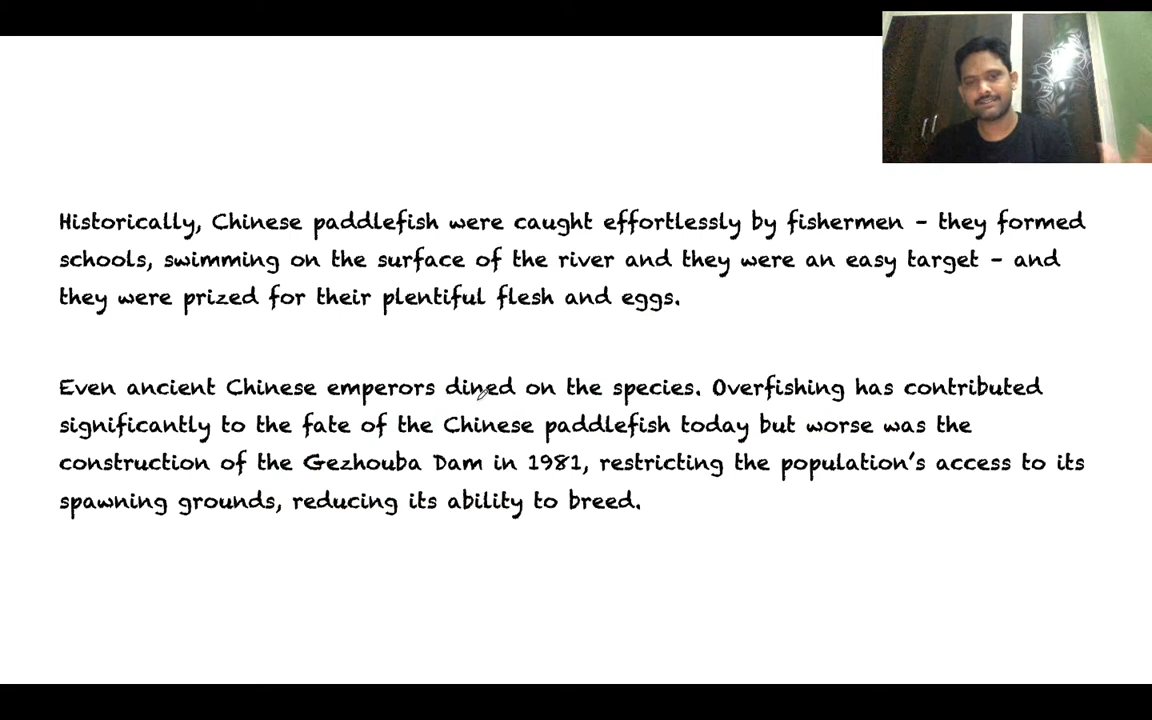 Historically, Chinese paddlefish were caught effortlessly by fishermen – they formed
schools, swimming on the surface of the river and they were an easy target – and
they were prized for their plentiful flesh and eggs.
Even ancient Chinese emperors dined on the species. Overfishing has contributed
significantly to the fate of the Chinese paddlefish today but worse was the
construction of the Gezhouba Dam in 1981, restricting the population’s access to its
spawning grounds, reducing its ability to breed.